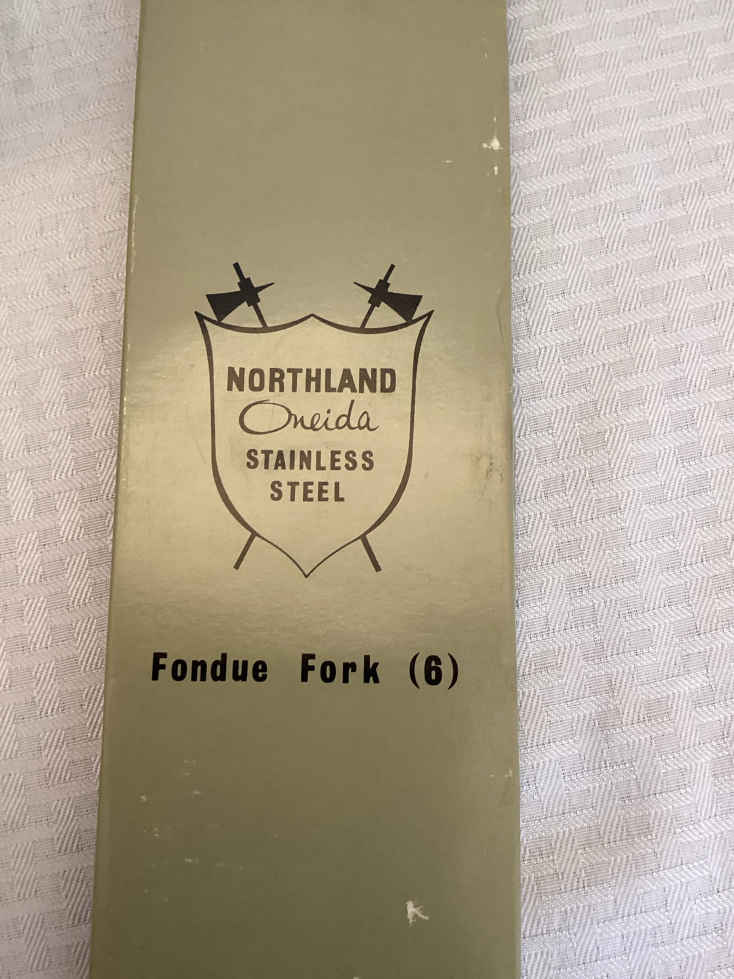 NORTHLAND
Oneida
STAINLESS
STEEL
Fondue Fork (6)